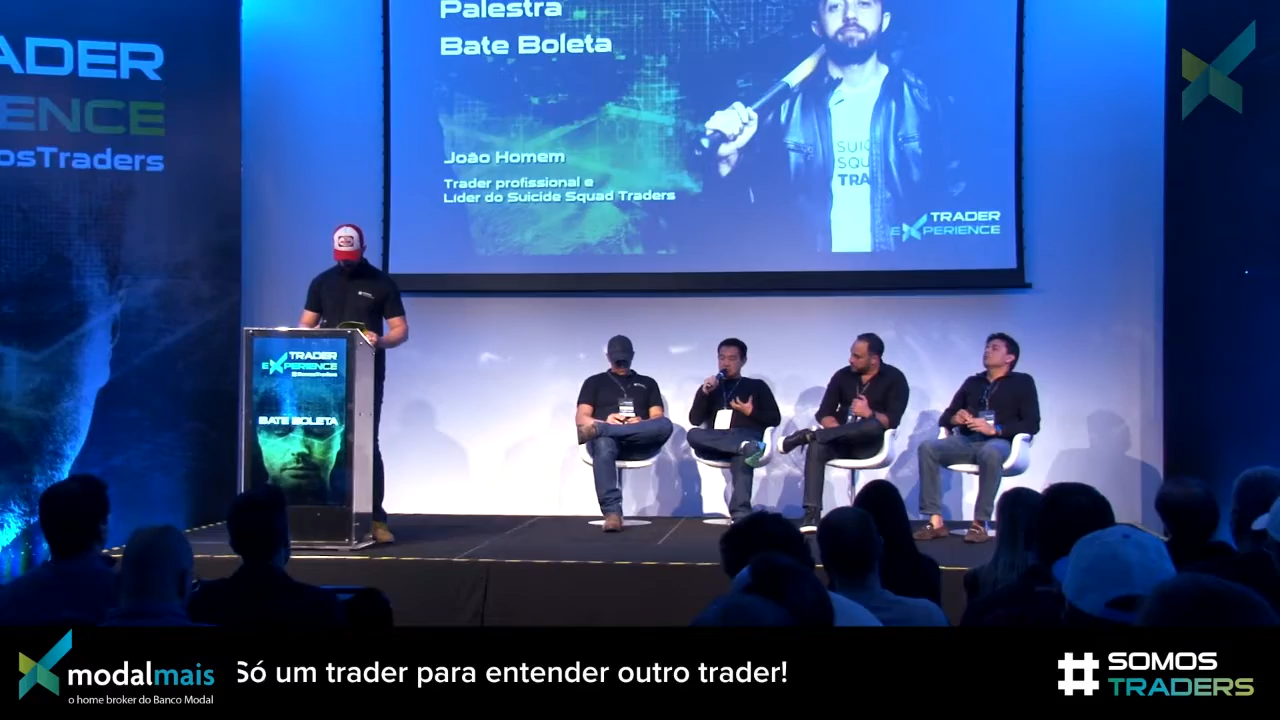 Palestra
Bate Boleta
João Homem
Trader profissional e
Líder do Suicide Squad Traders
SUIC
SQU
TRA
TRADER
EXPERIENCE
ADER
ENCE
osTraders
TRADER
EXPERIENCE
BATE BOLETA
modalmais
o home broker do Banco Modal
Só um trader para entender outro trader!
#SOMOS
TRADERS